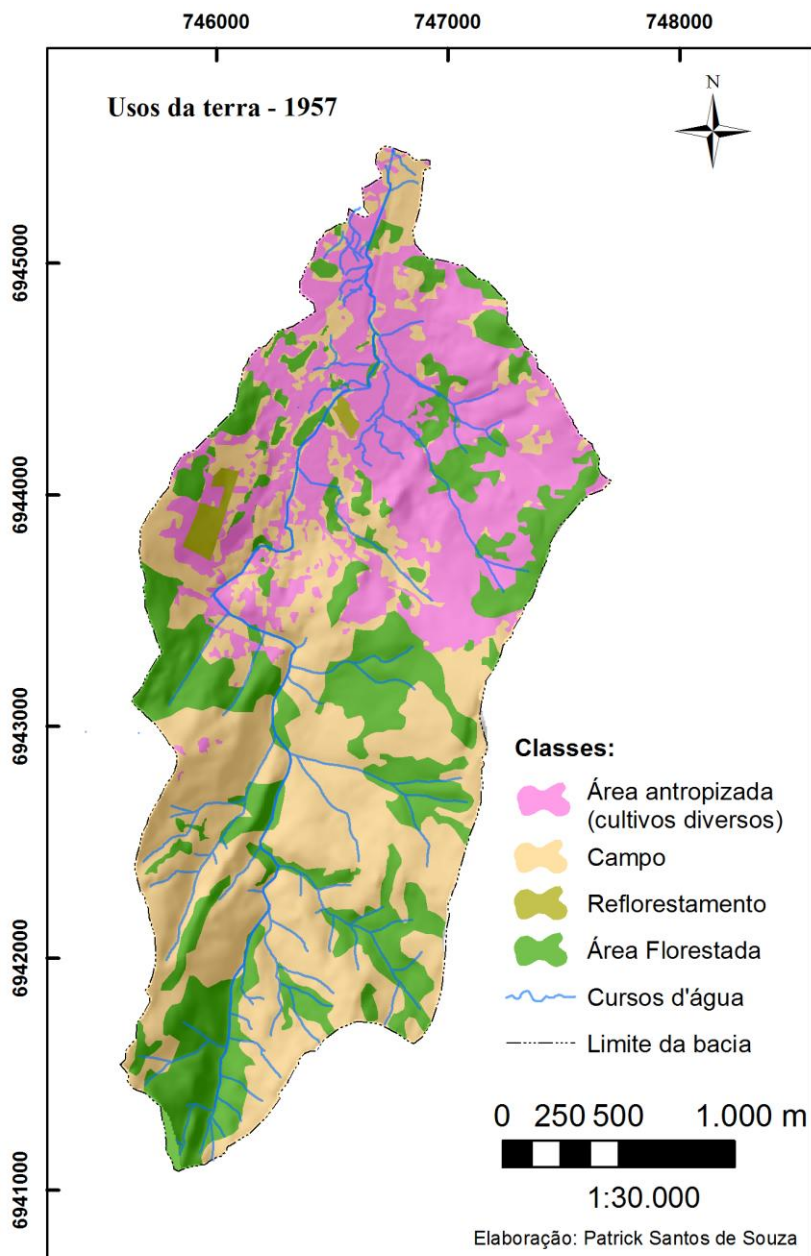 746000 747000 748000
Usos da terra - 1957
N
6945000
6944000
6943000
6942000
6941000
Classes:
Área antropizada
(cultivos diversos)
Campo
Reflorestamento
Área Florestada
Cursos d'água
Limite da bacia
0 250 500 1.000 m
1:30.000
Elaboração: Patrick Santos de Souza